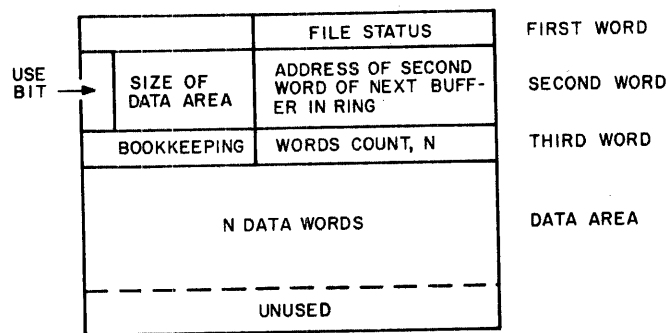 FILE STATUS
FIRST WORD
USE
BIT
SIZE OF
DATA AREA
ADDRESS OF SECOND
WORD OF NEXT BUFF-
ER IN RING
SECOND WORD
BOOKKEEPING
WORDS COUNT, N
THIRD WORD
N DATA WORDS
DATA AREA
UNUSED